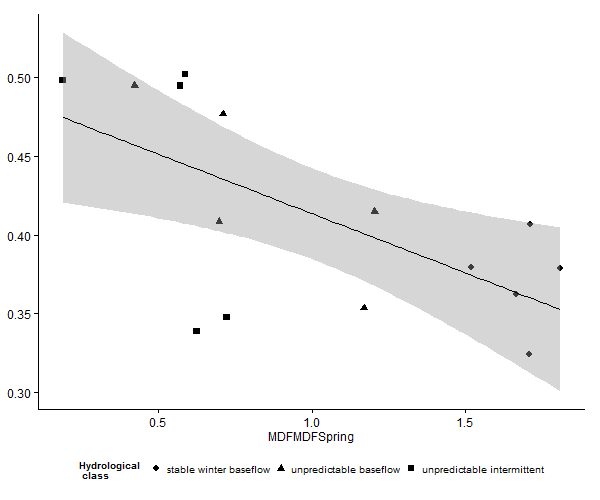 0.50
0.45
0.40
0.35
0.30
0.5 1.0 1.5
MDFMDFSpring
Hydrological
class
stable winter baseflow unpredictable baseflow unpredictable intermittent